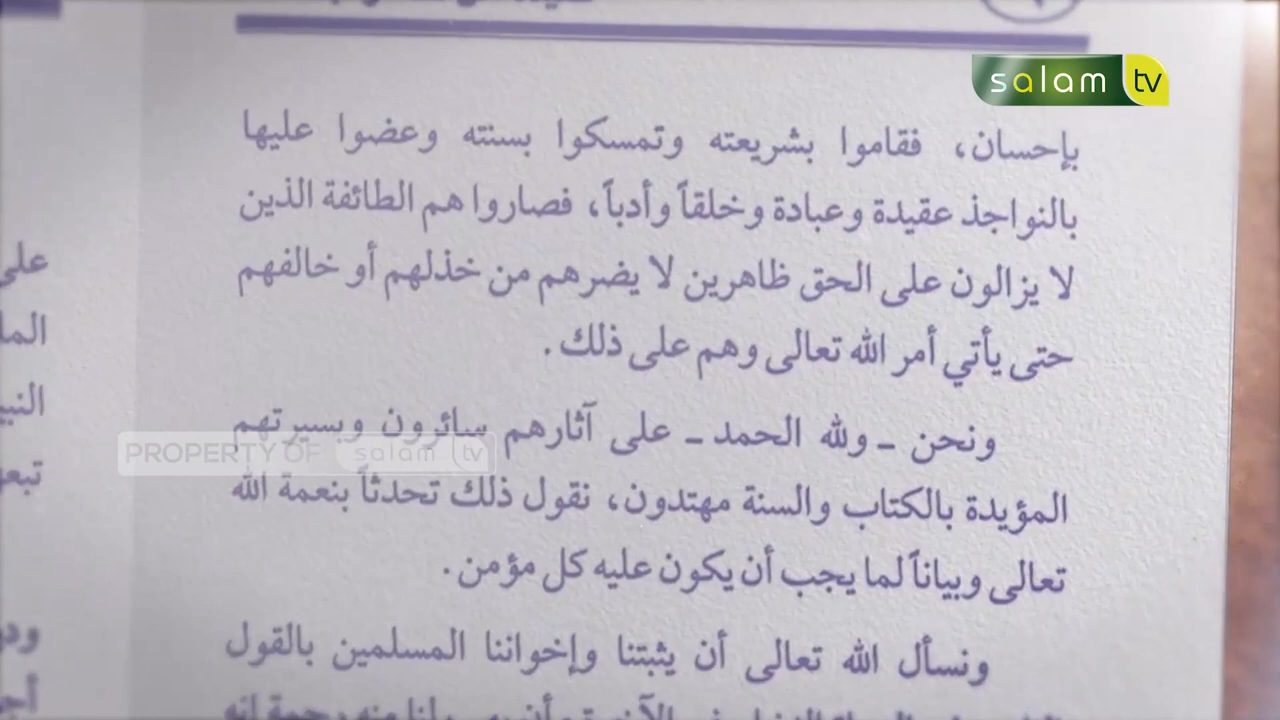 salam tv
بإحسان، فقاموا بشريعته وتمسكوا بسنته وعضوا عليها
بالنواجذ عقيدة وعبادة وخلقاً وأدباً، فصاروا هم الطائفة الذين
لا يزالون على الحق ظاهرين لا يضرهم من خذلهم أو خالفهم
حتى يأتي أمر الله تعالى وهم على ذلك.
ونحن ـ ولله الحمد ـ على آثارهم سائرون وبسيرتهم
PROPERTY OF salam tv
المؤيدة بالكتاب والسنة مهتدون، نقول ذلك تحدثاً بنعمة الله
تعالى وبياناً لما يجب أن يكون عليه كل مؤمن.
ونسأل الله تعالى أن يثبتنا وإخواننا المسلمين بالقول
على